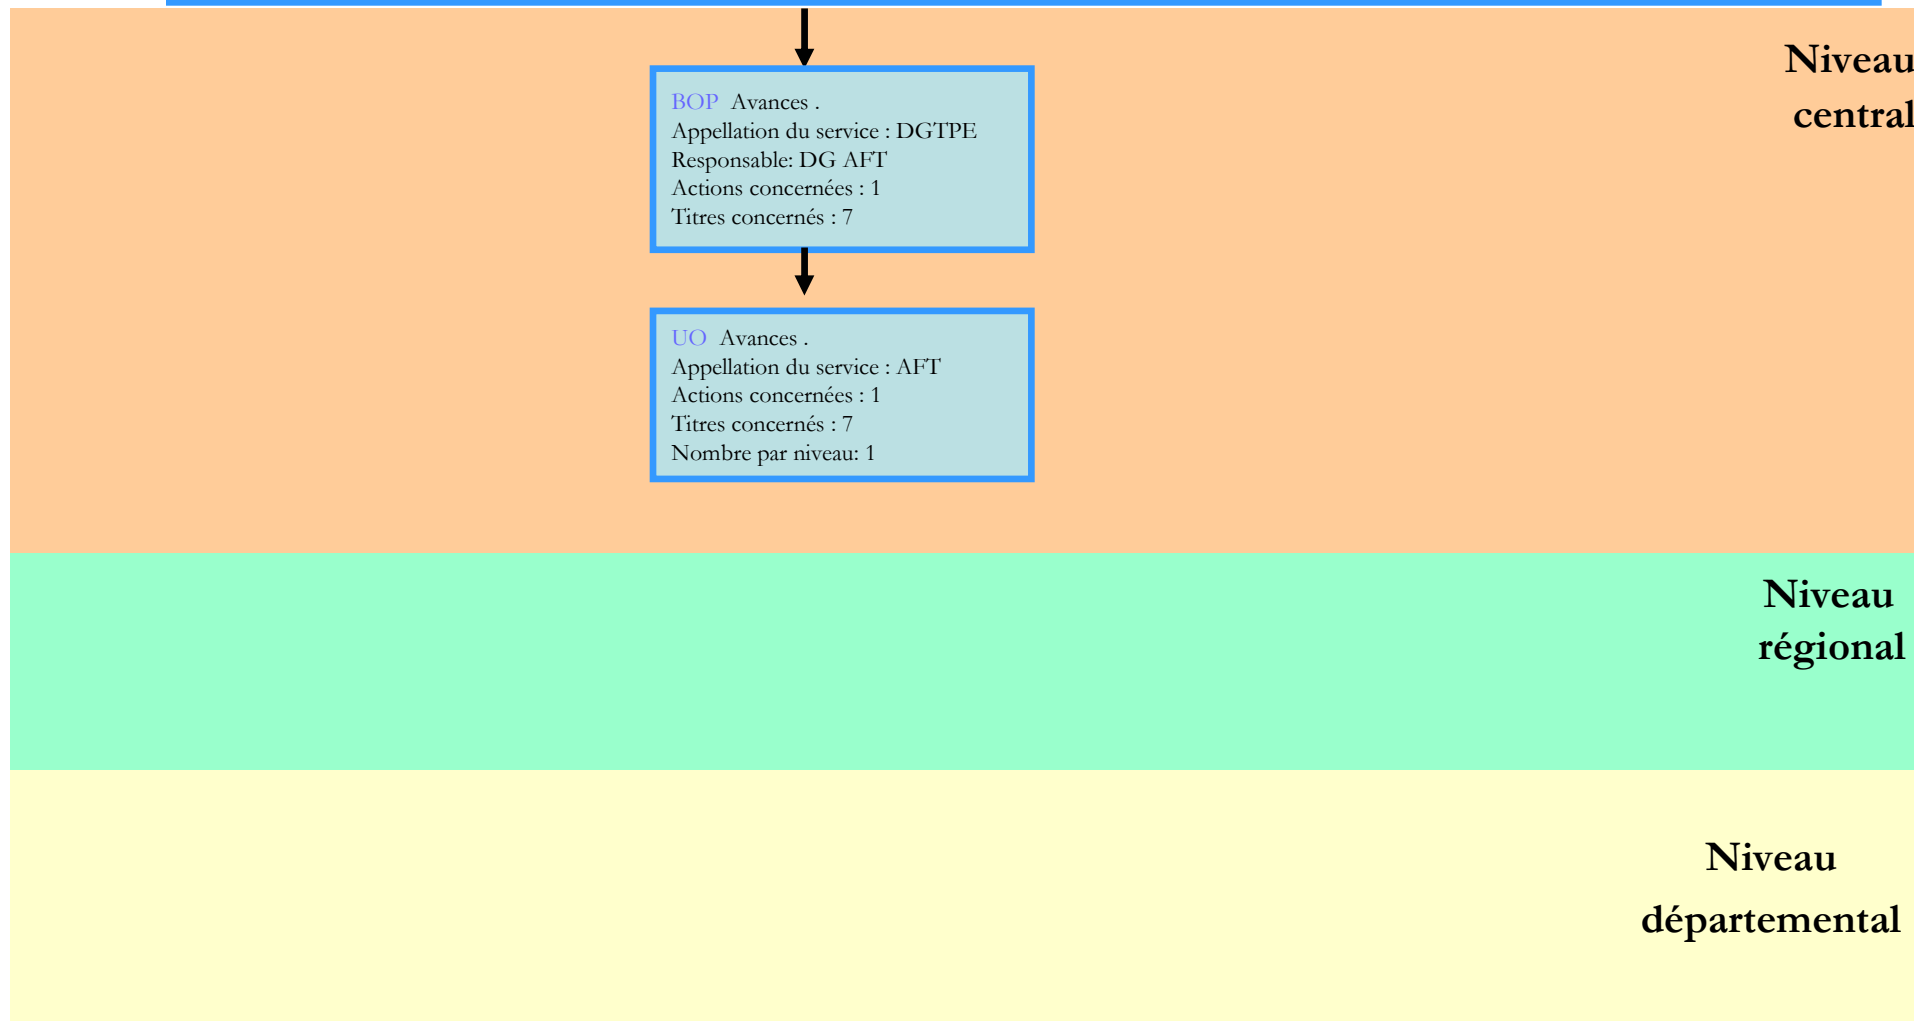 Niveau
central
BOP Avances .
Appellation du service : DGTPE
Responsable: DG AFT
Actions concernées : 1
Titres concernés : 7
UO Avances .
Appellation du service : AFT
Actions concernées : 1
Titres concernés : 7
Nombre par niveau: 1
Niveau
régional
Niveau
départemental